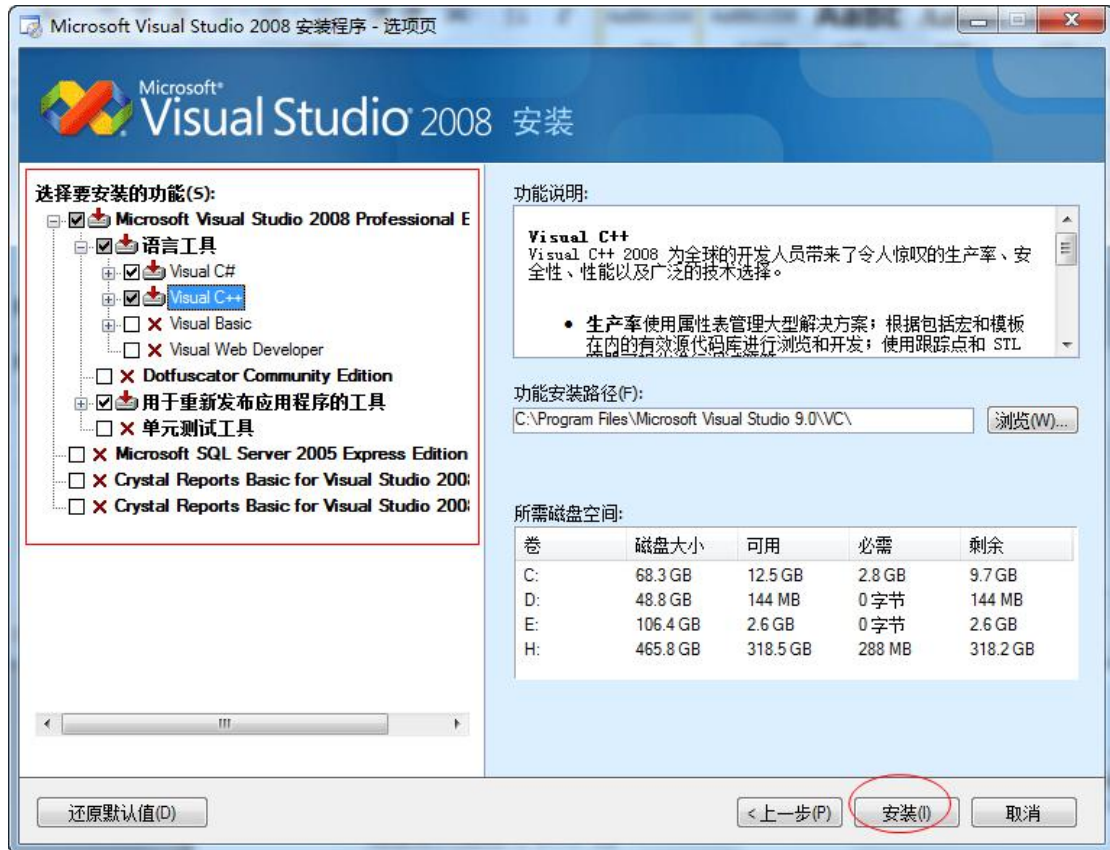 Microsoft Visual Studio 2008 安装程序 - 选项页
Microsoft®
Visual Studio® 2008 安装
选择要安装的功能(S):
Microsoft Visual Studio 2008 Professional E
语言工具
Visual C#
Visual C++
Visual Basic
Visual Web Developer
Dotfuscator Community Edition
用于重新发布应用程序的工具
单元测试工具
Microsoft SQL Server 2005 Express Edition
Crystal Reports Basic for Visual Studio 200
Crystal Reports Basic for Visual Studio 200
功能说明:
Visual C++
Visual C++ 2008 为全球的开发人员带来了令人惊叹的生产率、安
全性、性能以及广泛的技术选择。
• 生产率使用属性表管理大型解决方案；根据包括宏和模板
在内的有效源代码库进行浏览和开发；使用跟踪点和 STL
功能安装路径(F):
C:\Program Files\Microsoft Visual Studio 9.0\VC\
浏览(W)...
所需磁盘空间:
卷 磁盘大小 可用 必需 剩余
C: 68.3 GB 12.5 GB 2.8 GB 9.7 GB
D: 48.8 GB 144 MB 0 字节 144 MB
E: 106.4 GB 2.6 GB 0 字节 2.6 GB
H: 465.8 GB 318.5 GB 288 MB 318.2 GB
还原默认值(D)
< 上一步(P)
安装(I)
取消